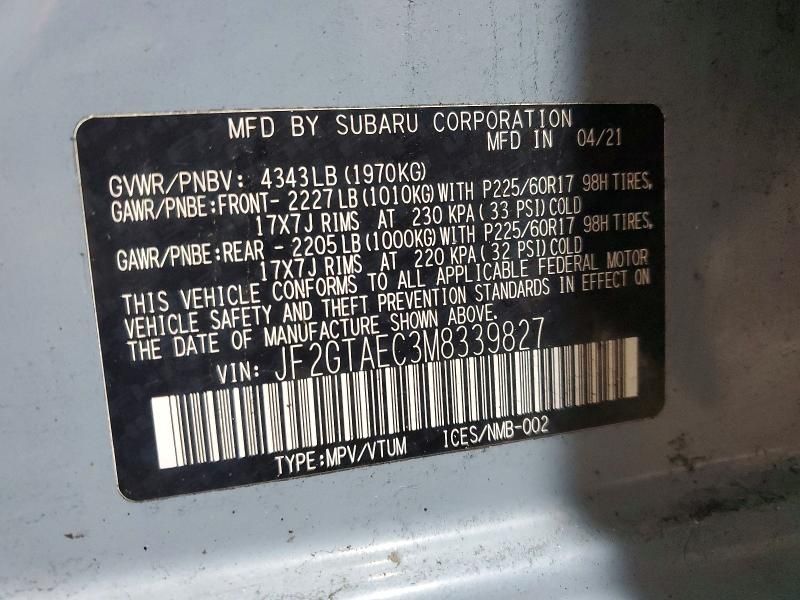 MFD BY SUBARU CORPORATION
MFD IN 04/21
GVWR/PNBV: 4343LB (1970KG)
GAWR/PNBE:FRONT- 2227 LB (1010KG) WITH P225/60R17 98H TIRES,
17X7J RIMS AT 230 KPA ( 33 PSI) COLD
GAWR/PNBE:REAR - 2205 LB (1000KG) WITH P225/60R17 98H TIRES,
17X7J RIMS AT 220 KPA ( 32 PSI) COLD
THIS VEHICLE CONFORMS TO ALL APPLICABLE FEDERAL MOTOR
VEHICLE SAFETY AND THEFT PREVENTION STANDARDS IN EFFECT ON
THE DATE OF MANUFACTURE SHOWN ABOVE.
VIN: JF2GTAEC3M8339827
TYPE:MPV/VTUM ICES/NMB-002